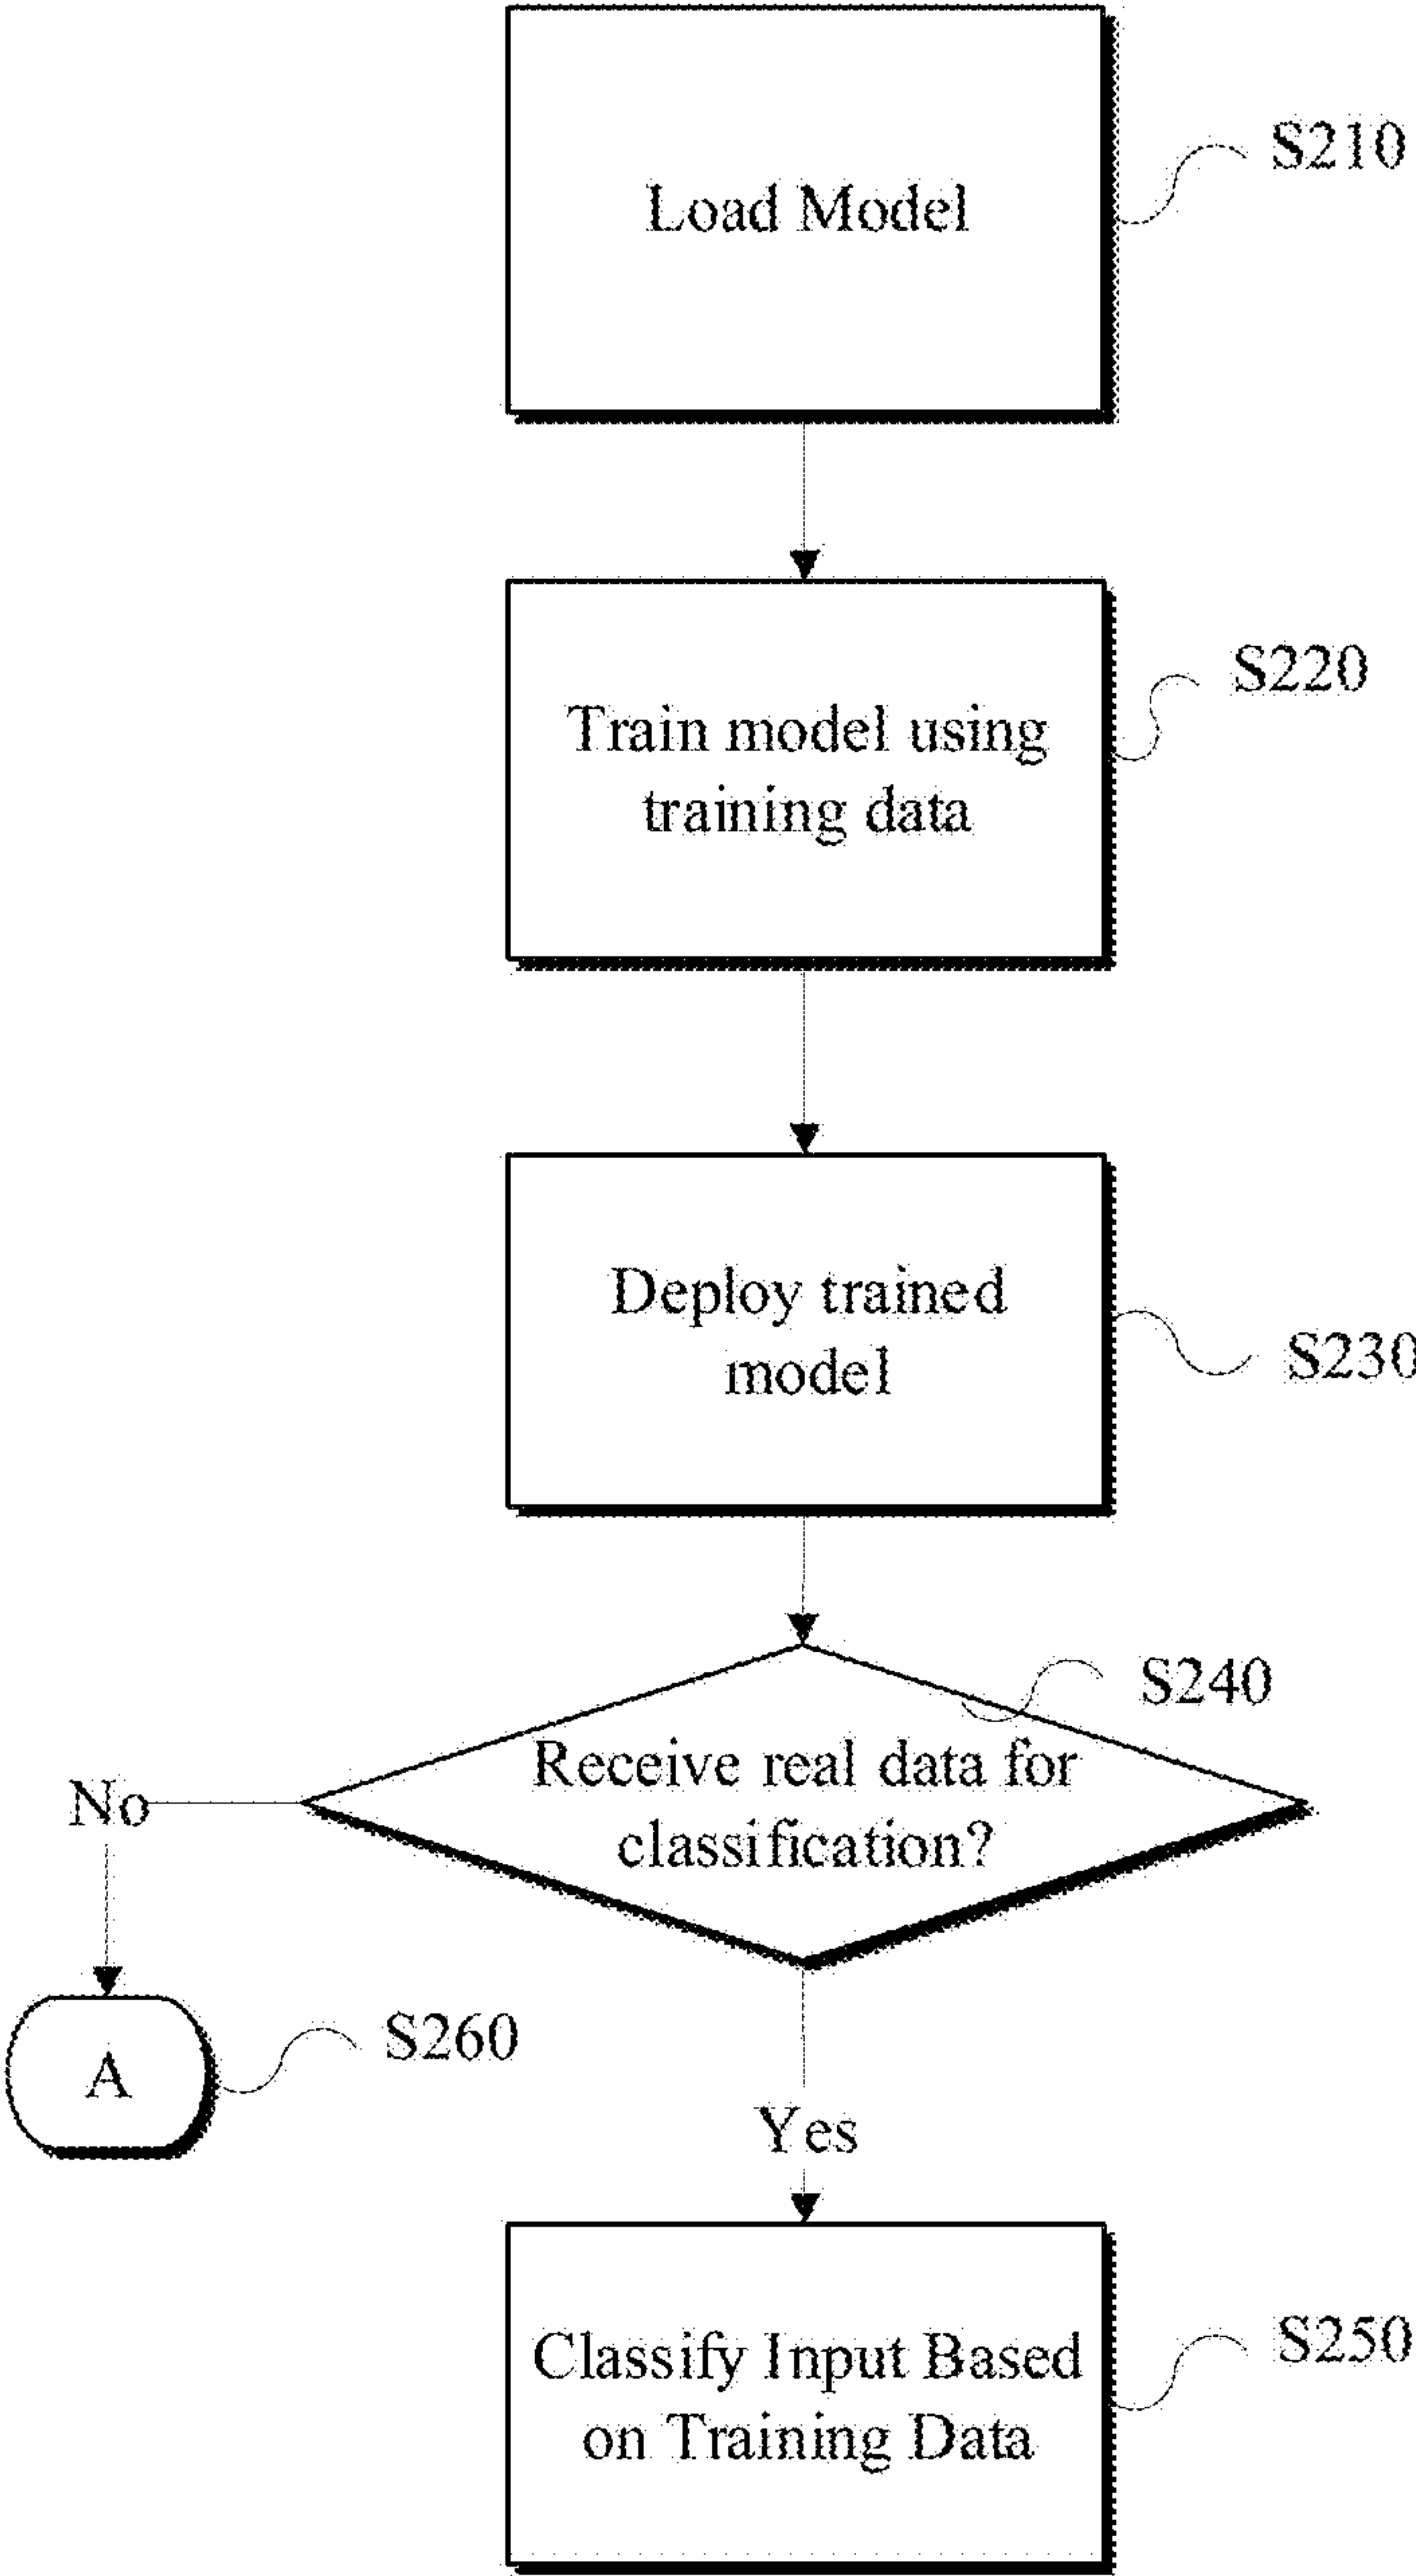 Load Model
S210
Train model using
training data
S220
Deploy trained
model
S230
S240
Receive real data for
classification?
No
A
S260
Yes
Classify Input Based
on Training Data
S250